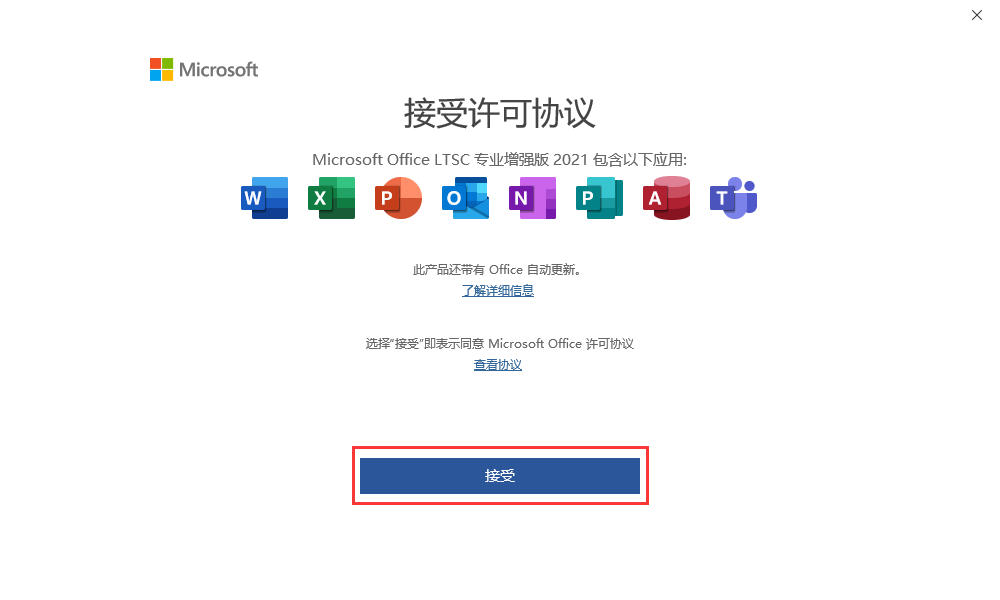 Microsoft
接受许可协议
Microsoft Office LTSC 专业增强版 2021 包含以下应用:
W X P O N P A T
此产品还带有 Office 自动更新。
了解详细信息
选择"接受"即表示同意 Microsoft Office 许可协议
查看协议
接受